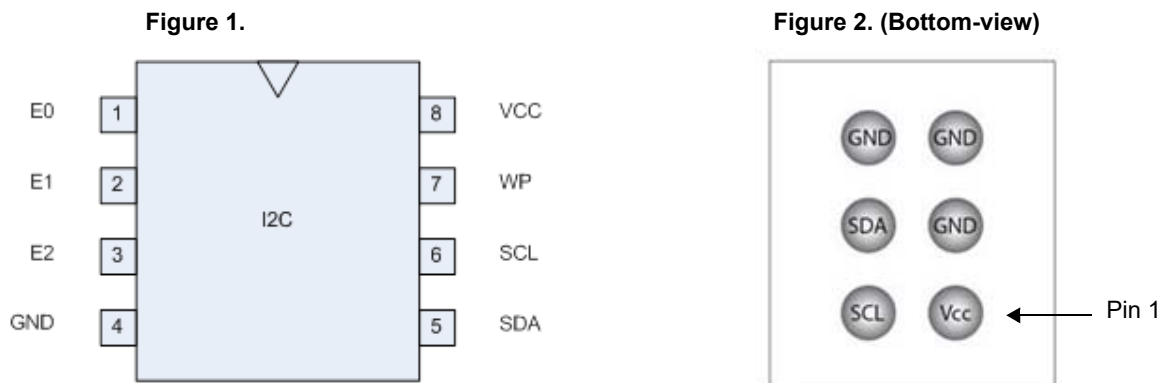 Figure 1.
E0 1 8 VCC
E1 2 7 WP
I2C
E2 3 6 SCL
GND 4 5 SDA
Figure 2. (Bottom-view)
GND GND
SDA GND
SCL Vcc Pin 1